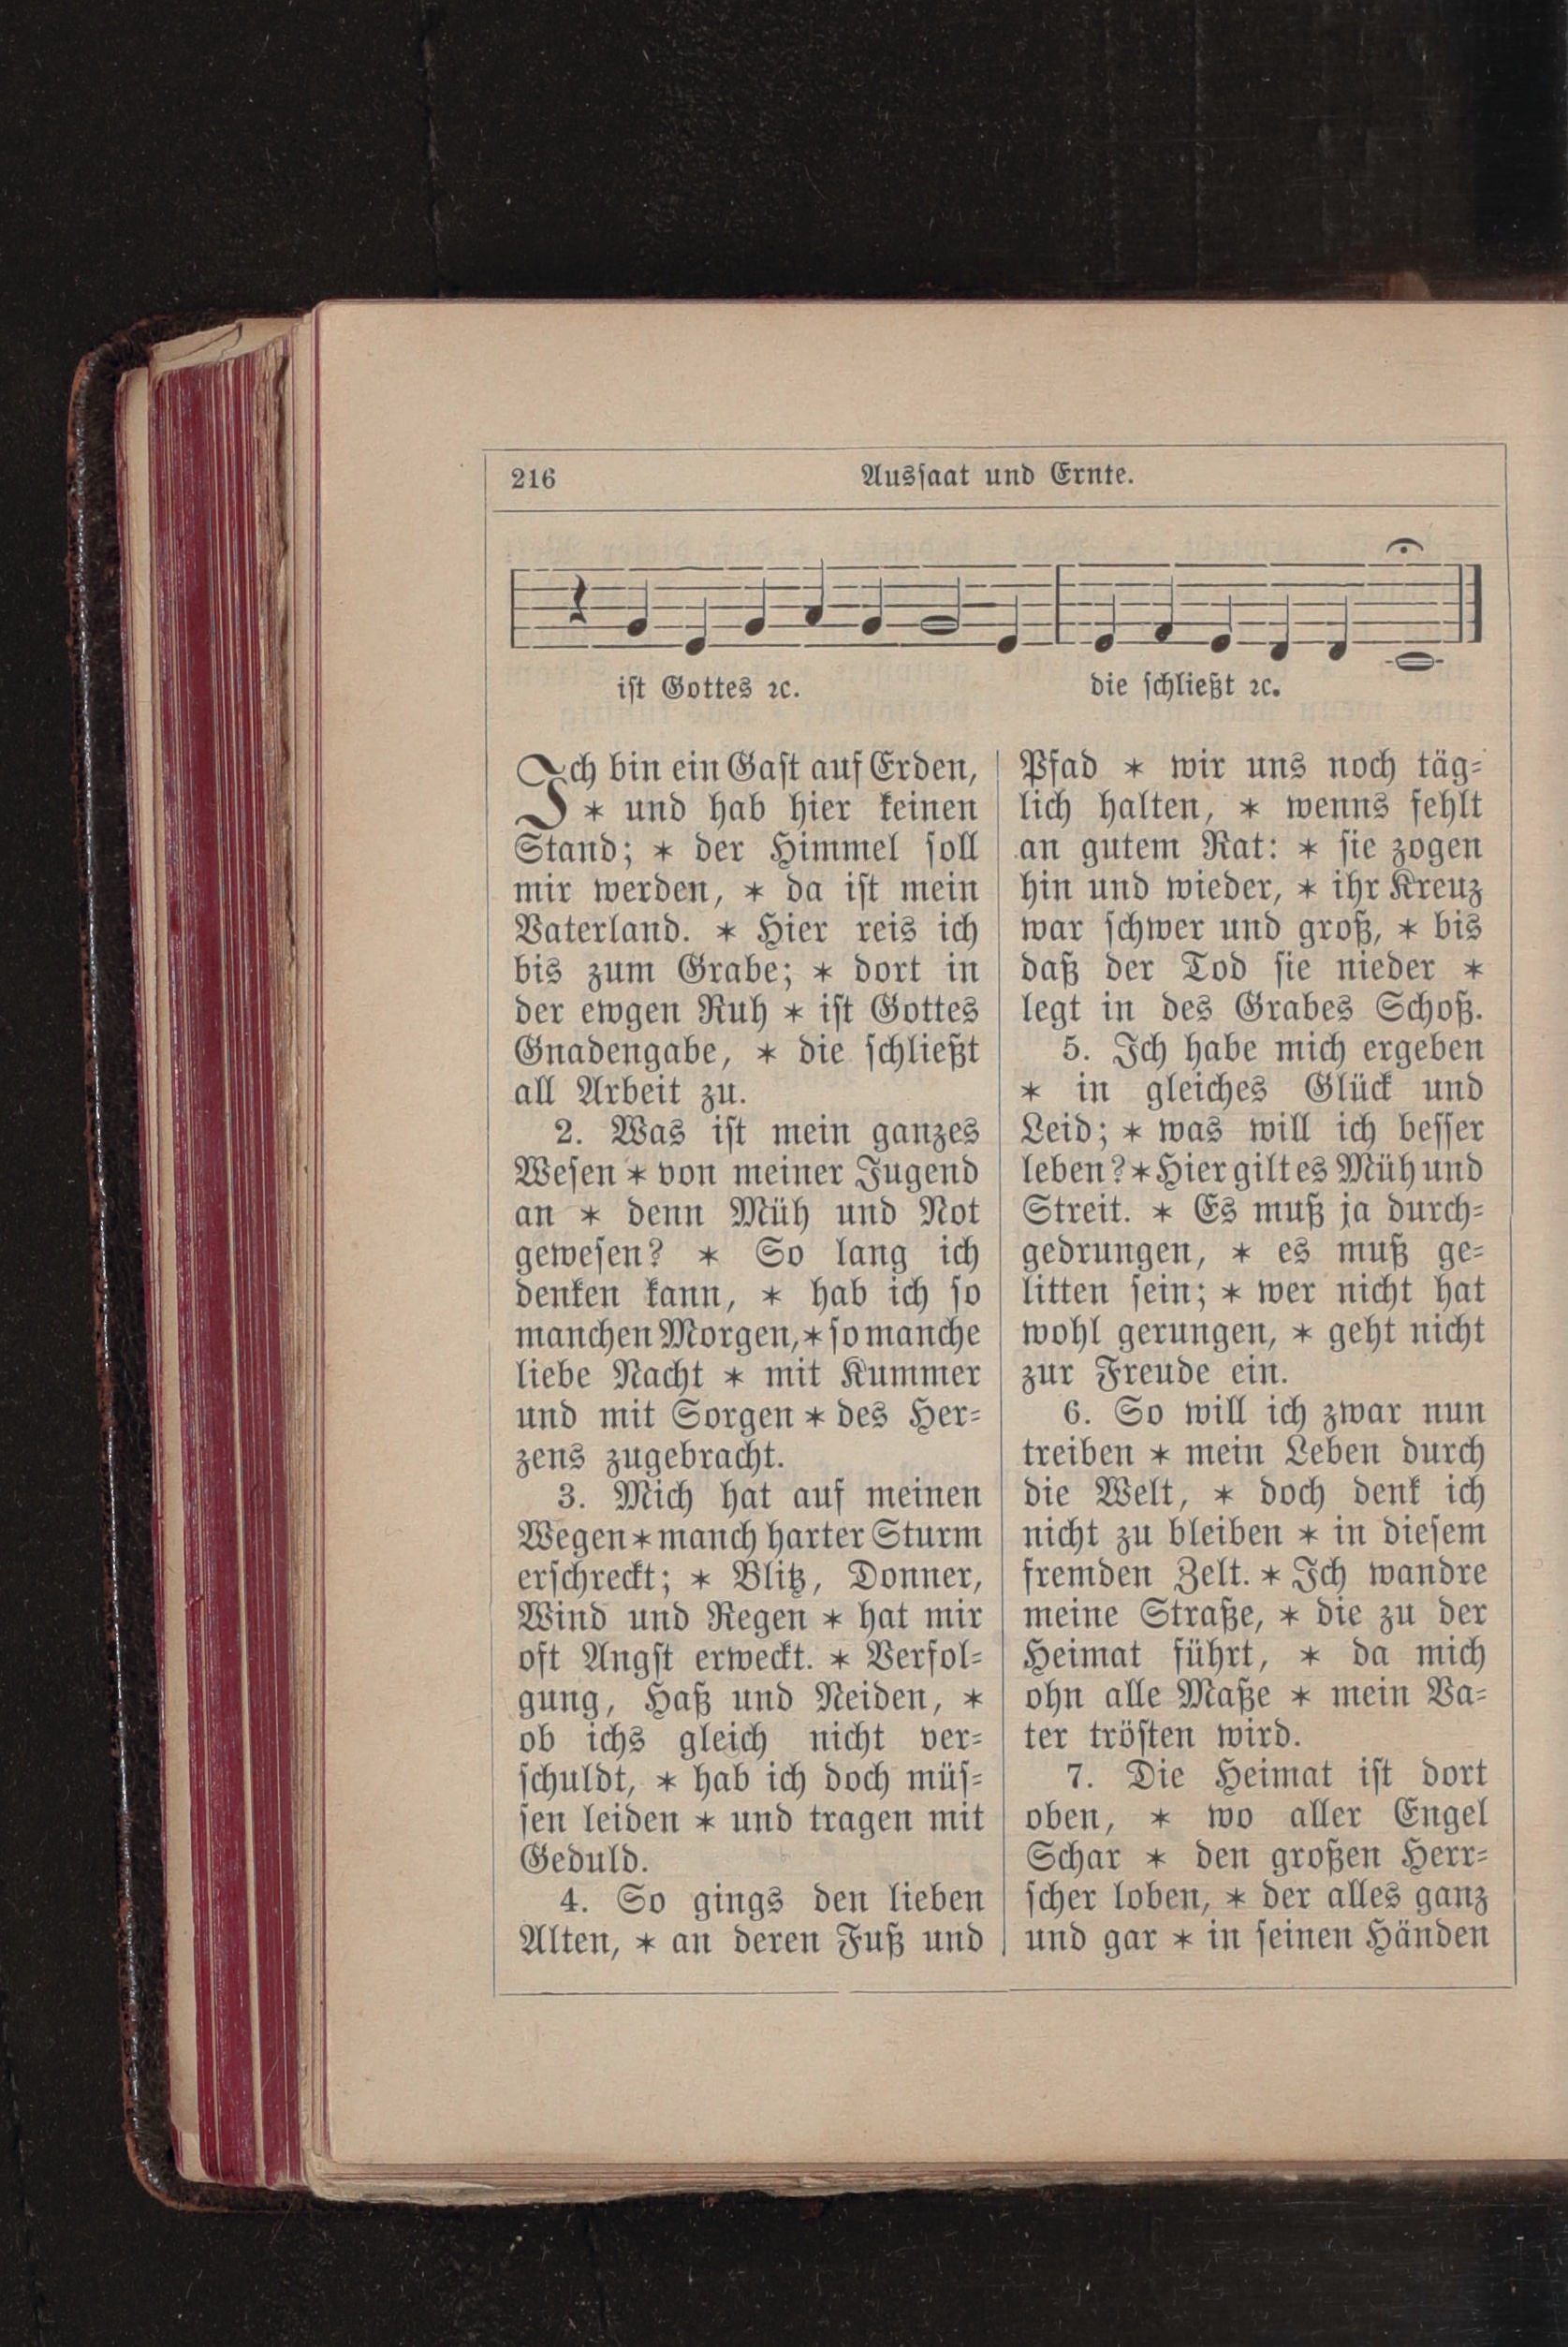 216
Ausſaat und Ernte.
iſt Gottes ꝛc.
die ſchließt ꝛc.
Ich bin ein Gaſt auf Erden,
* und hab hier keinen
Stand; * der Himmel ſoll
mir werden, * da iſt mein
Vaterland. * Hier reis ich
bis zum Grabe; * dort in
der ewgen Ruh * iſt Gottes
Gnadengabe, * die ſchließt
all Arbeit zu.
2. Was iſt mein ganzes
Weſen * von meiner Jugend
an * denn Müh und Not
geweſen? * So lang ich
denken kann, * hab ich ſo
manchen Morgen, * ſo manche
liebe Nacht * mit Kummer
und mit Sorgen * des Her-
zens zugebracht.
3. Mich hat auf meinen
Wegen * manch harter Sturm
erſchreckt; * Blitz, Donner,
Wind und Regen * hat mir
oft Angſt erweckt. * Verfol-
gung, Haß und Neiden, *
ob ichs gleich nicht ver-
ſchuldt, * hab ich doch müſ-
ſen leiden * und tragen mit
Geduld.
4. So gings den lieben
Alten, * an deren Fuß und
Pfad * wir uns noch täg-
lich halten, * wenns fehlt
an gutem Rat: * ſie zogen
hin und wieder, * ihr Kreuz
war ſchwer und groß, * bis
daß der Tod ſie nieder *
legt in des Grabes Schoß.
5. Ich habe mich ergeben
* in gleiches Glück und
Leid; * was will ich beſſer
leben? * Hier gilt es Müh und
Streit. * Es muß ja durch-
gedrungen, * es muß ge-
litten ſein; * wer nicht hat
wohl gerungen, * geht nicht
zur Freude ein.
6. So will ich zwar nun
treiben * mein Leben durch
die Welt, * doch denk ich
nicht zu bleiben * in dieſem
fremden Zelt. * Ich wandre
meine Straße, * die zu der
Heimat führt, * da mich
ohn alle Maße * mein Va-
ter tröſten wird.
7. Die Heimat iſt dort
oben, * wo aller Engel
Schar * den großen Herr-
ſcher loben, * der alles ganz
und gar * in ſeinen Händen